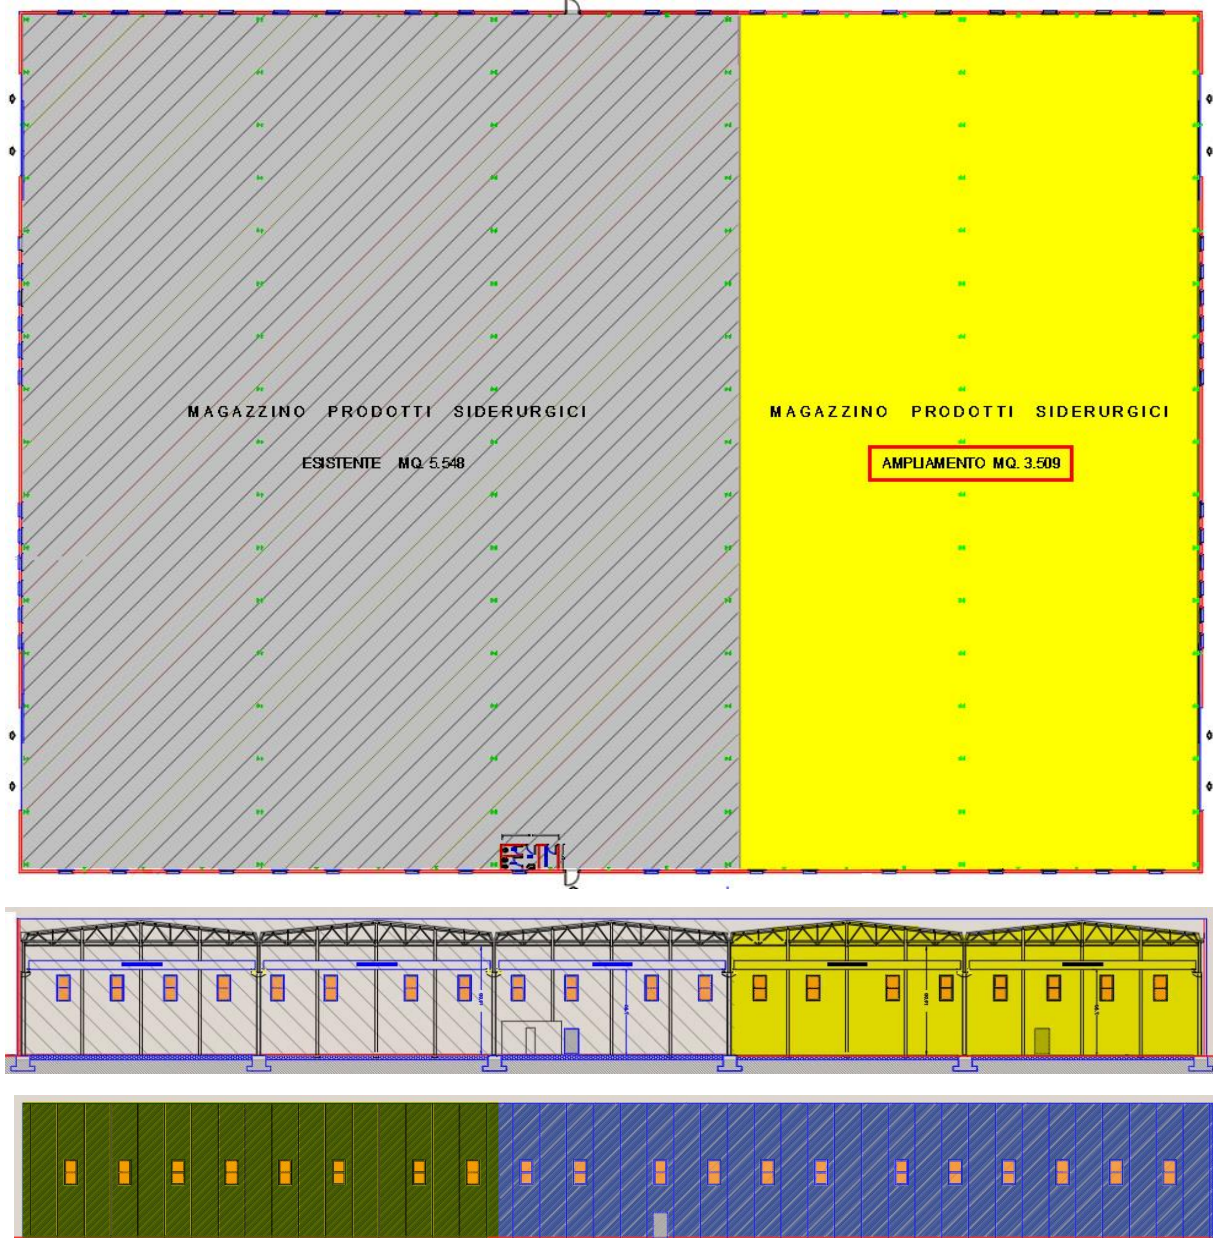 MAGAZZINO PRODOTTI SIDERURGICI
ESISTENTE MQ. 5.548
MAGAZZINO PRODOTTI SIDERURGICI
AMPLIAMENTO MQ. 3.509